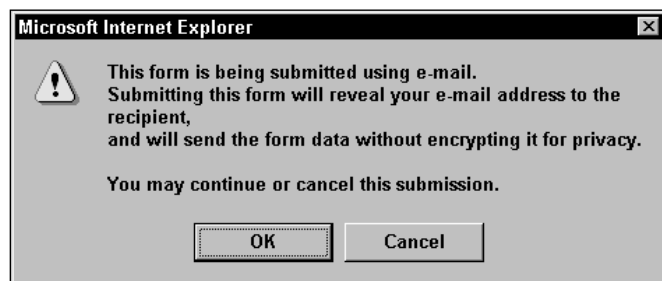 Microsoft Internet Explorer
This form is being submitted using e-mail.
Submitting this form will reveal your e-mail address to the
recipient,
and will send the form data without encrypting it for privacy.
You may continue or cancel this submission.
OK Cancel